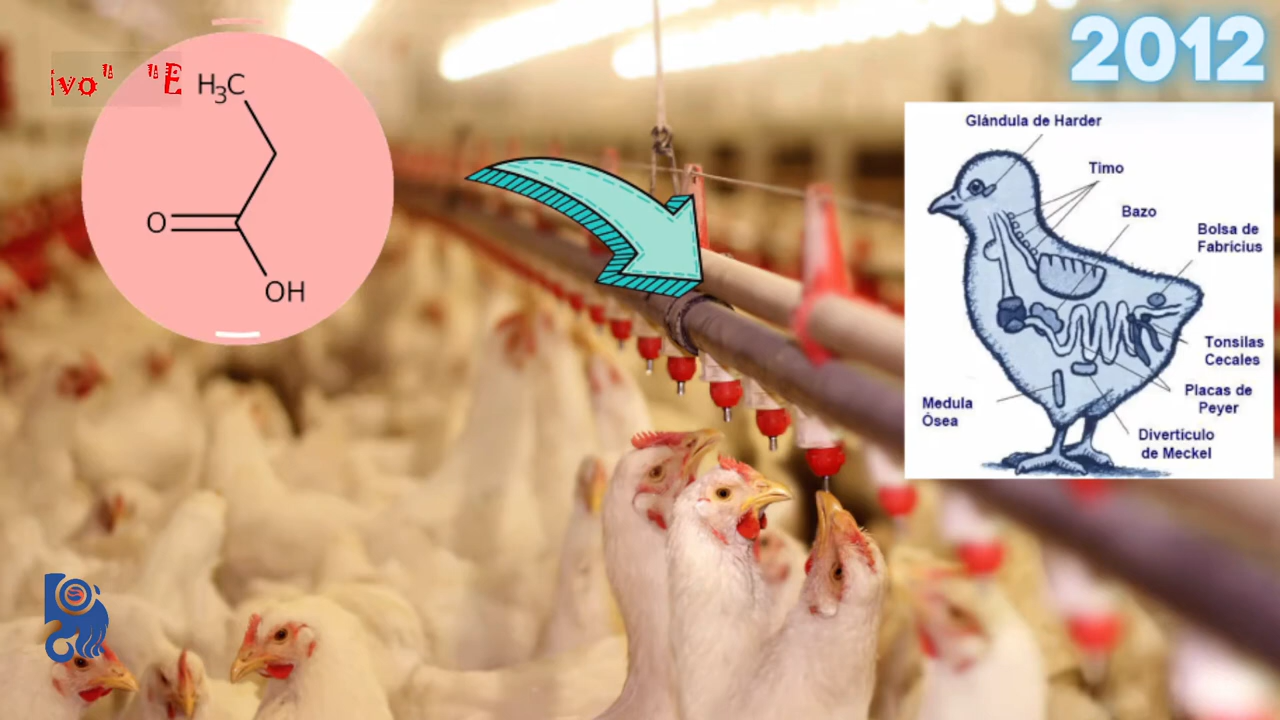 ivo" "E
H3C
O
OH
2012
Glándula de Harder
Timo
Bazo
Bolsa de
Fabricius
Tonsilas
Cecales
Placas de
Peyer
Divertículo
de Meckel
Medula
Ósea